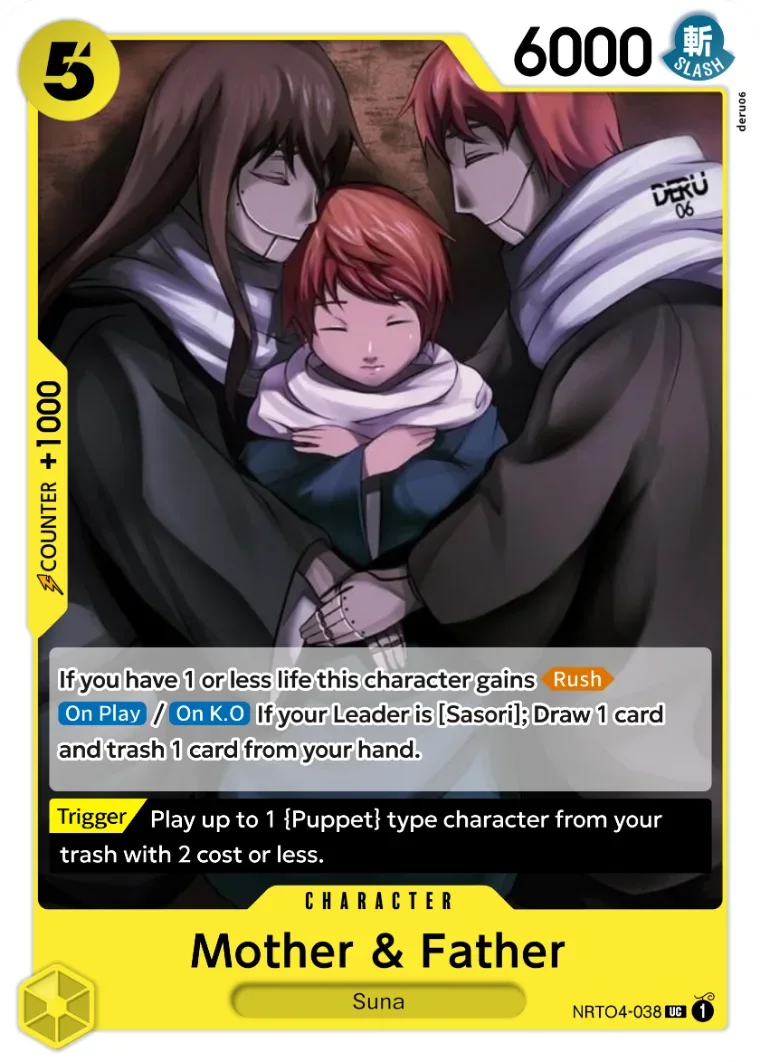 5
6000
斬
SLASH
deru06
DERU
06
COUNTER +1000
If you have 1 or less life this character gains Rush
On Play / On K.O If your Leader is [Sasori]; Draw 1 card
and trash 1 card from your hand.
Trigger Play up to 1 {Puppet} type character from your
trash with 2 cost or less.
CHARACTER
Mother & Father
Suna
NRTO4-038 UC 1